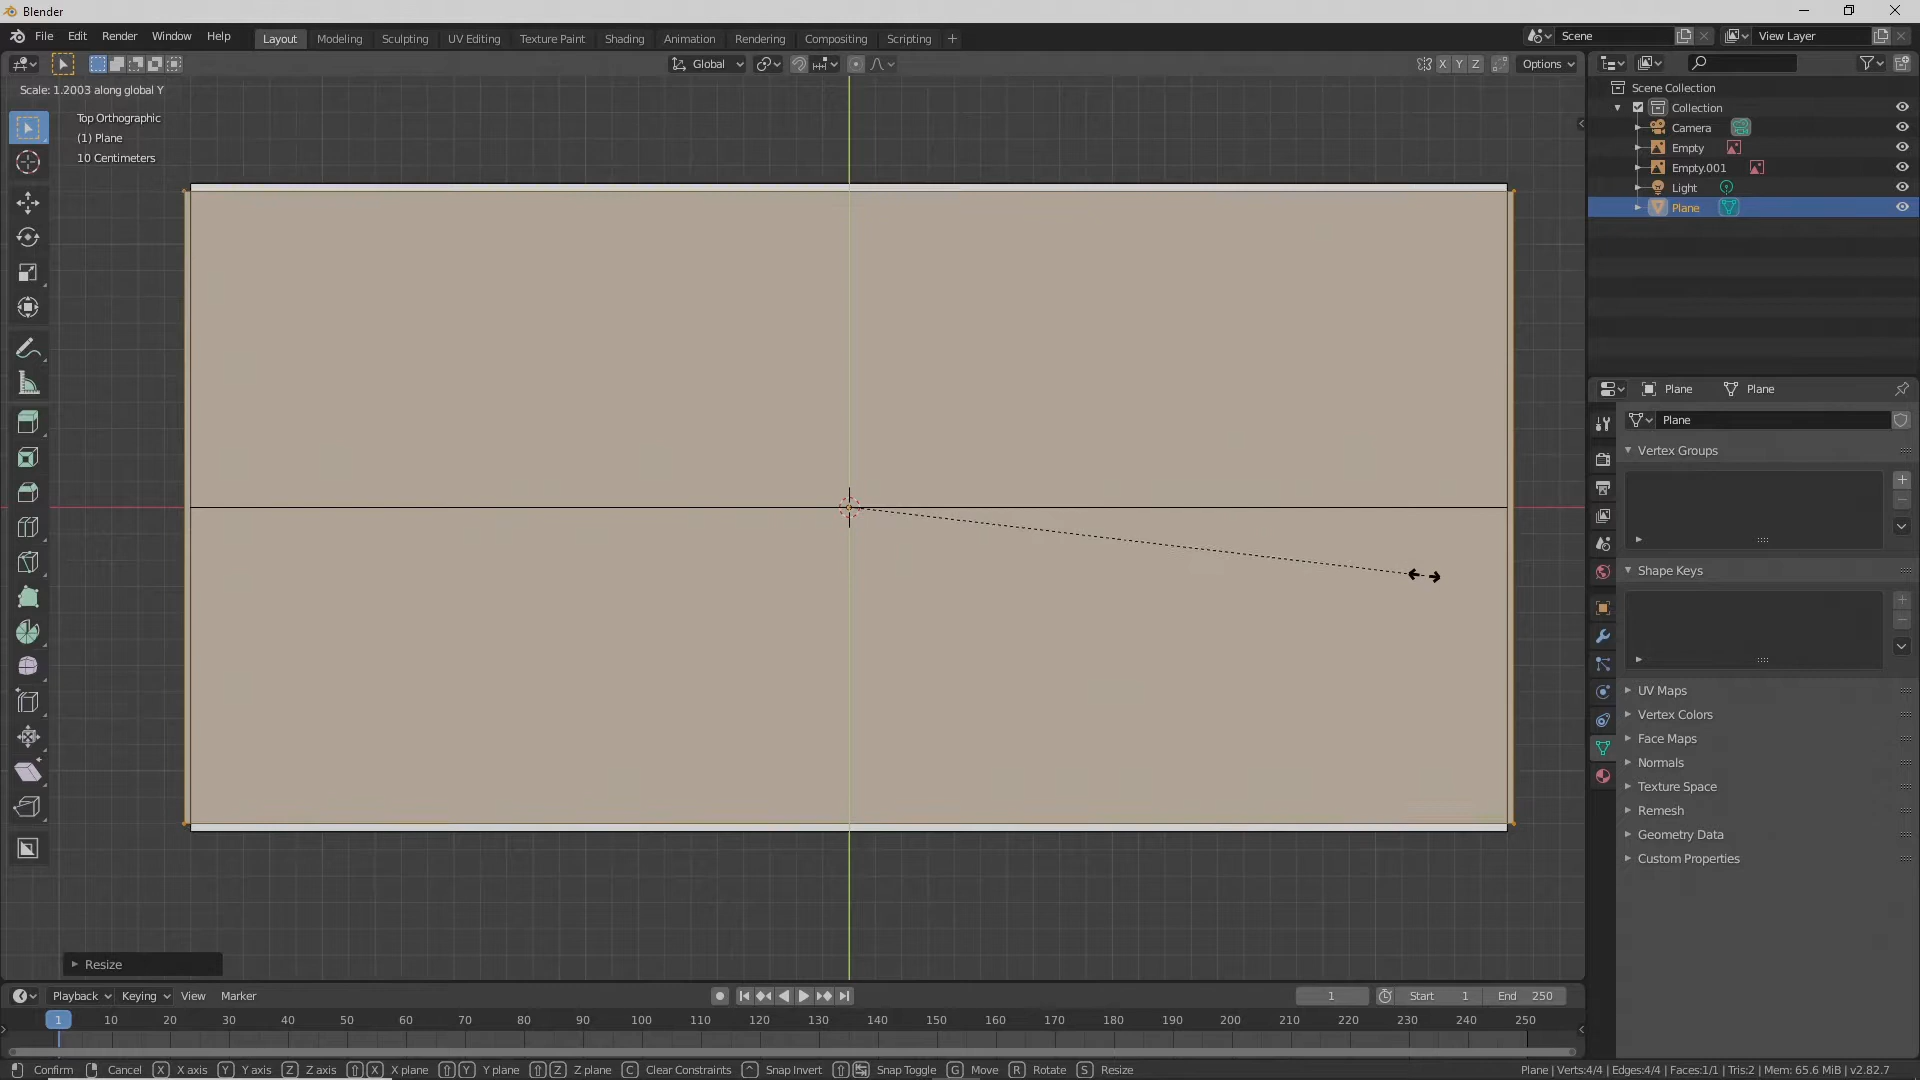 Blender
File Edit Render Window Help
Layout Modeling Sculpting UV Editing Texture Paint Shading Animation Rendering Compositing Scripting +
Scene
View Layer
Global
X Y Z
Options
Scale: 1.2003 along global Y
Top Orthographic
(1) Plane
10 Centimeters
Scene Collection
Collection
Camera
Empty
Empty.001
Light
Plane
Plane Plane
Plane
Vertex Groups
Shape Keys
UV Maps
Vertex Colors
Face Maps
Normals
Texture Space
Remesh
Geometry Data
Custom Properties
Resize
Playback Keying View Marker
1 Start 1 End 250
1 10 20 30 40 50 60 70 80 90 100 110 120 130 140 150 160 170 180 190 200 210 220 230 240 250
Confirm Cancel X X axis Y Y axis Z Z axis X X plane Y Y plane Z Z plane C Clear Constraints Snap Invert Snap Toggle G Move R Rotate S Resize
Plane | Verts:4/4 | Edges:4/4 | Faces:1/1 | Tris:2 | Mem: 65.6 MiB | v2.82.7